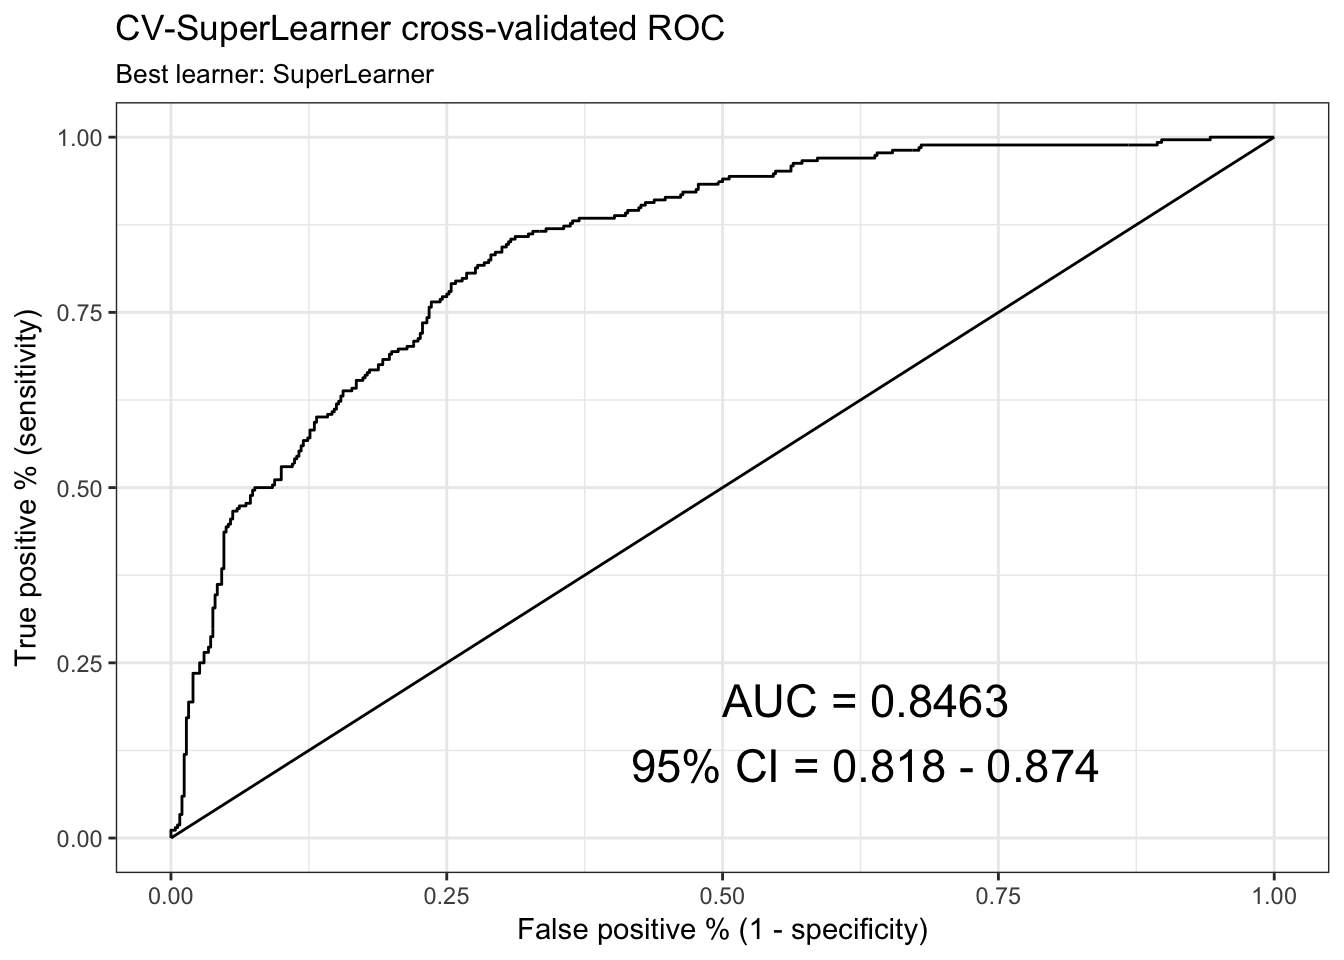 CV-SuperLearner cross-validated ROC
Best learner: SuperLearner
True positive % (sensitivity)
1.00
0.75
0.50
0.25
0.00
AUC = 0.8463
95% CI = 0.818 - 0.874
0.00 0.25 0.50 0.75 1.00
False positive % (1 - specificity)